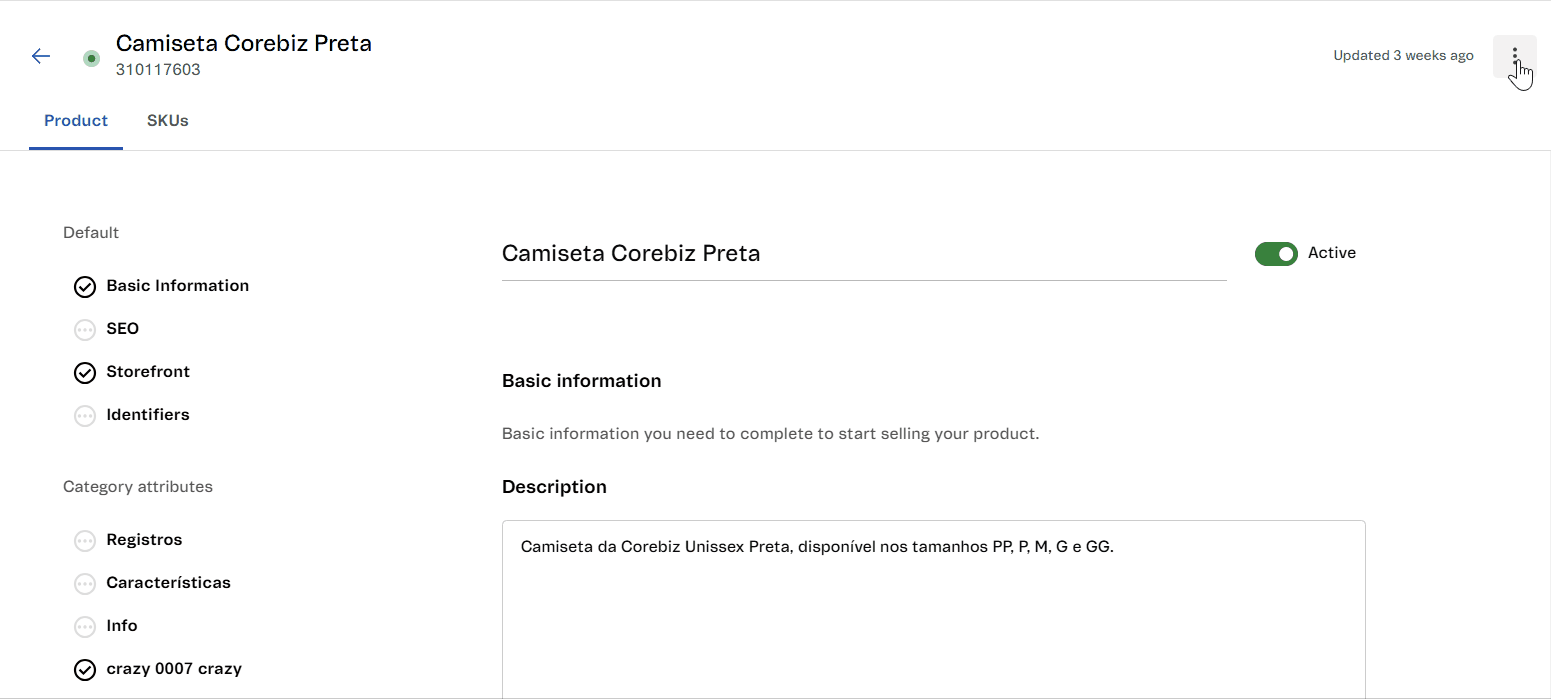 Camiseta Corebiz Preta
310117603
Updated 3 weeks ago
Product
SKUs
Default
Basic Information
SEO
Storefront
Identifiers
Category attributes
Registros
Características
Info
crazy 0007 crazy
Camiseta Corebiz Preta
Active
Basic information
Basic information you need to complete to start selling your product.
Description
Camiseta da Corebiz Unissex Preta, disponível nos tamanhos PP, P, M, G e GG.